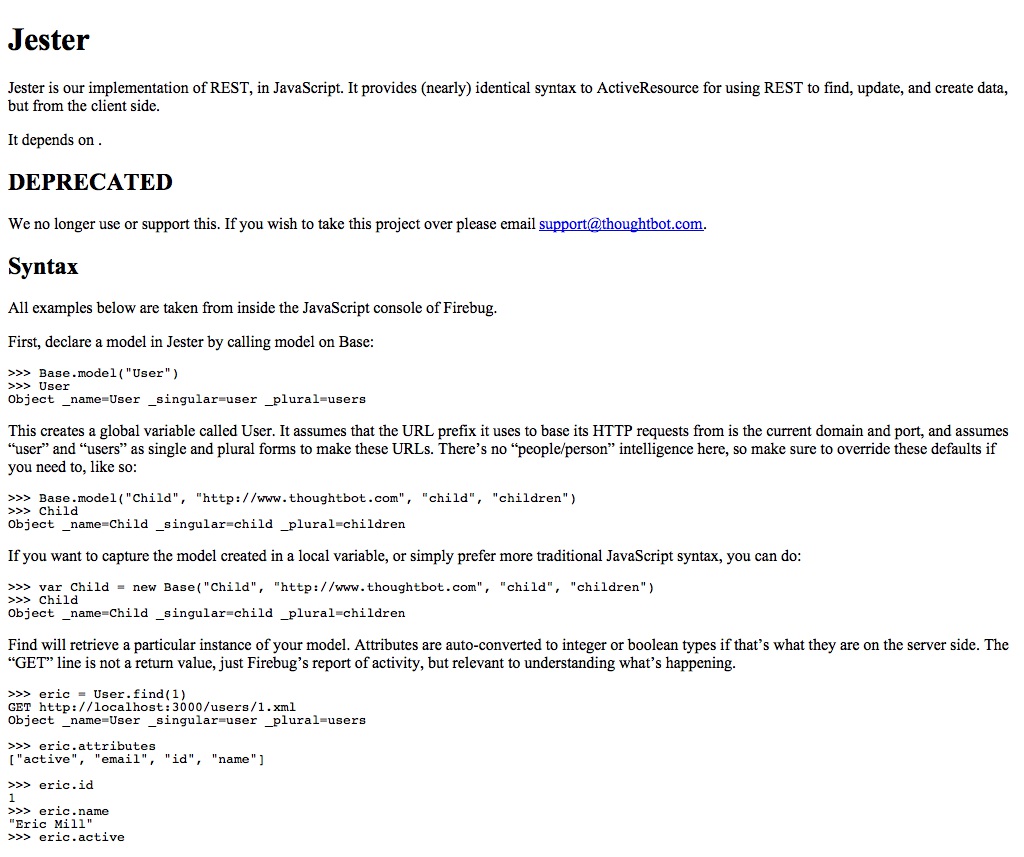 Jester
Jester is our implementation of REST, in JavaScript. It provides (nearly) identical syntax to ActiveResource for using REST to find, update, and create data,
but from the client side.
It depends on .
DEPRECATED
We no longer use or support this. If you wish to take this project over please email support@thoughtbot.com.
Syntax
All examples below are taken from inside the JavaScript console of Firebug.
First, declare a model in Jester by calling model on Base:
>>> Base.model("User")
>>> User
Object _name=User _singular=user _plural=users
This creates a global variable called User. It assumes that the URL prefix it uses to base its HTTP requests from is the current domain and port, and assumes
“user” and “users” as single and plural forms to make these URLs. There’s no “people/person” intelligence here, so make sure to override these defaults if
you need to, like so:
>>> Base.model("Child", "http://www.thoughtbot.com", "child", "children")
>>> Child
Object _name=Child _singular=child _plural=children
If you want to capture the model created in a local variable, or simply prefer more traditional JavaScript syntax, you can do:
>>> var Child = new Base("Child", "http://www.thoughtbot.com", "child", "children")
>>> Child
Object _name=Child _singular=child _plural=children
Find will retrieve a particular instance of your model. Attributes are auto-converted to integer or boolean types if that’s what they are on the server side. The
“GET” line is not a return value, just Firebug’s report of activity, but relevant to understanding what’s happening.
>>> eric = User.find(1)
GET http://localhost:3000/users/1.xml
Object _name=User _singular=user _plural=users
>>> eric.attributes
["active", "email", "id", "name"]
>>> eric.id
1
>>> eric.name
"Eric Mill"
>>> eric.active